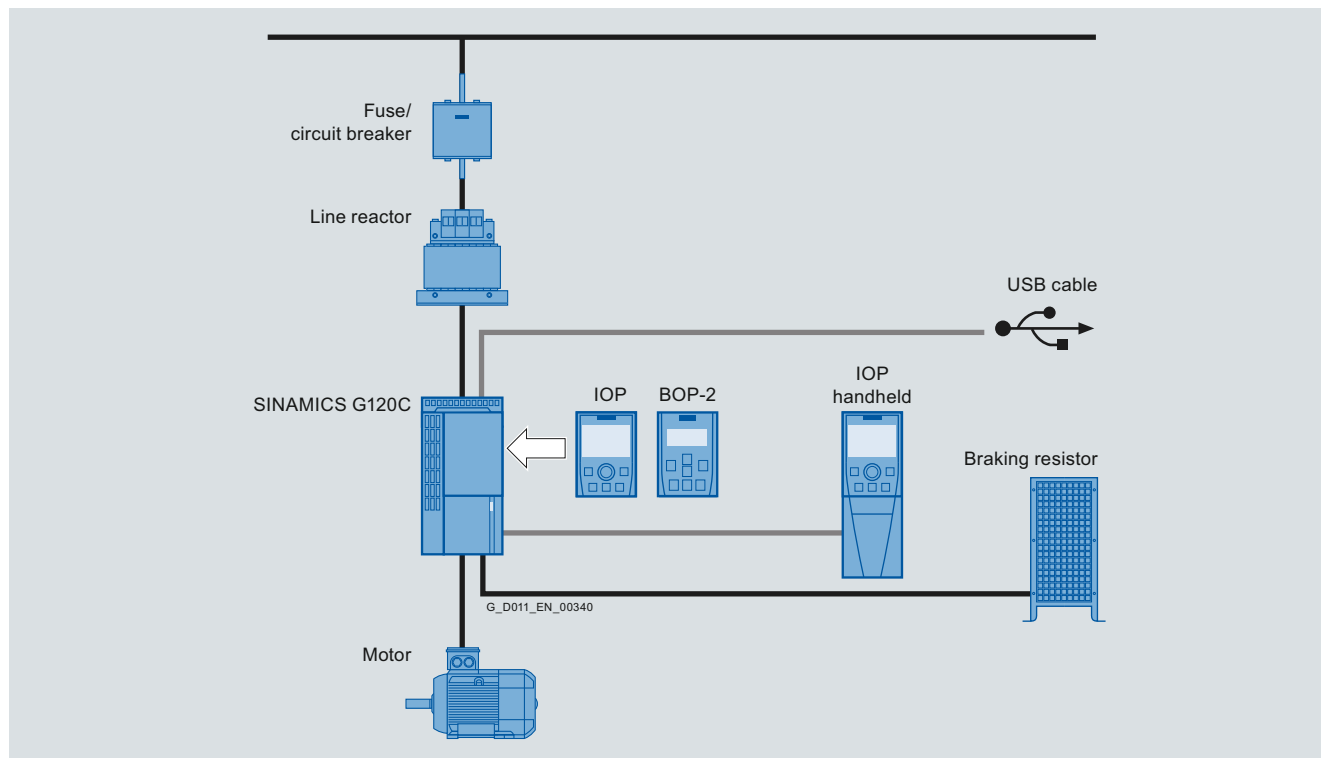 Fuse/
circuit breaker
Line reactor
USB cable
IOP
handheld
SINAMICS G120C
IOP
BOP-2
Braking resistor
G_D011_EN_00340
Motor